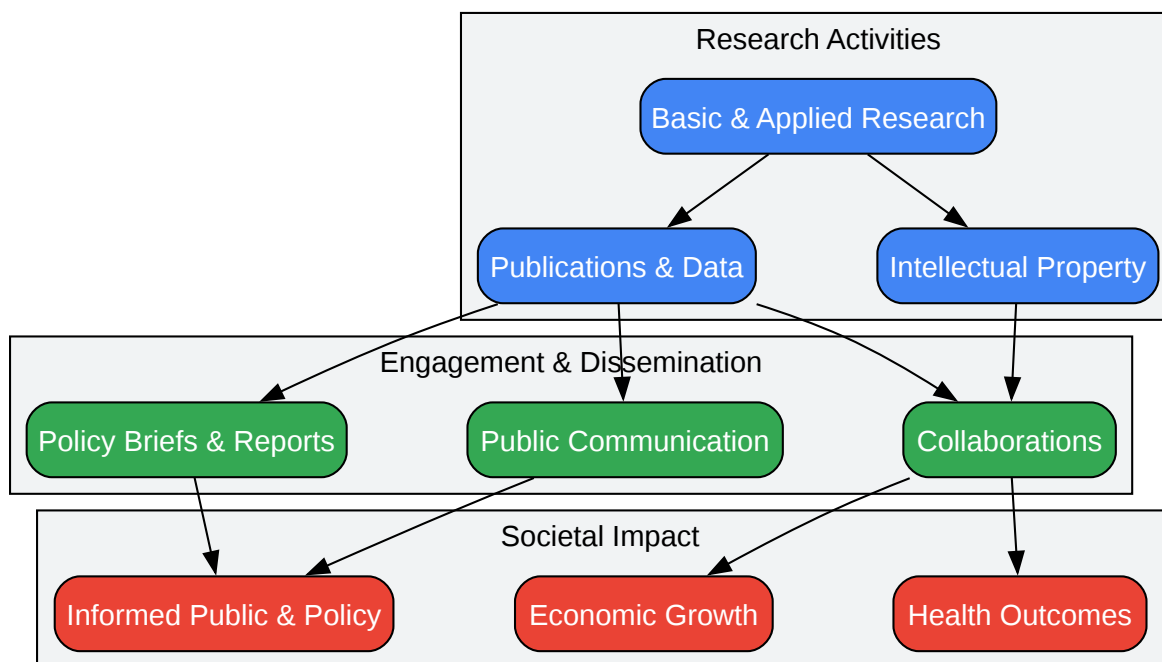 Research Activities
Basic & Applied Research
Publications & Data
Intellectual Property
Engagement & Dissemination
Policy Briefs & Reports
Public Communication
Collaborations
Societal Impact
Informed Public & Policy
Economic Growth
Health Outcomes